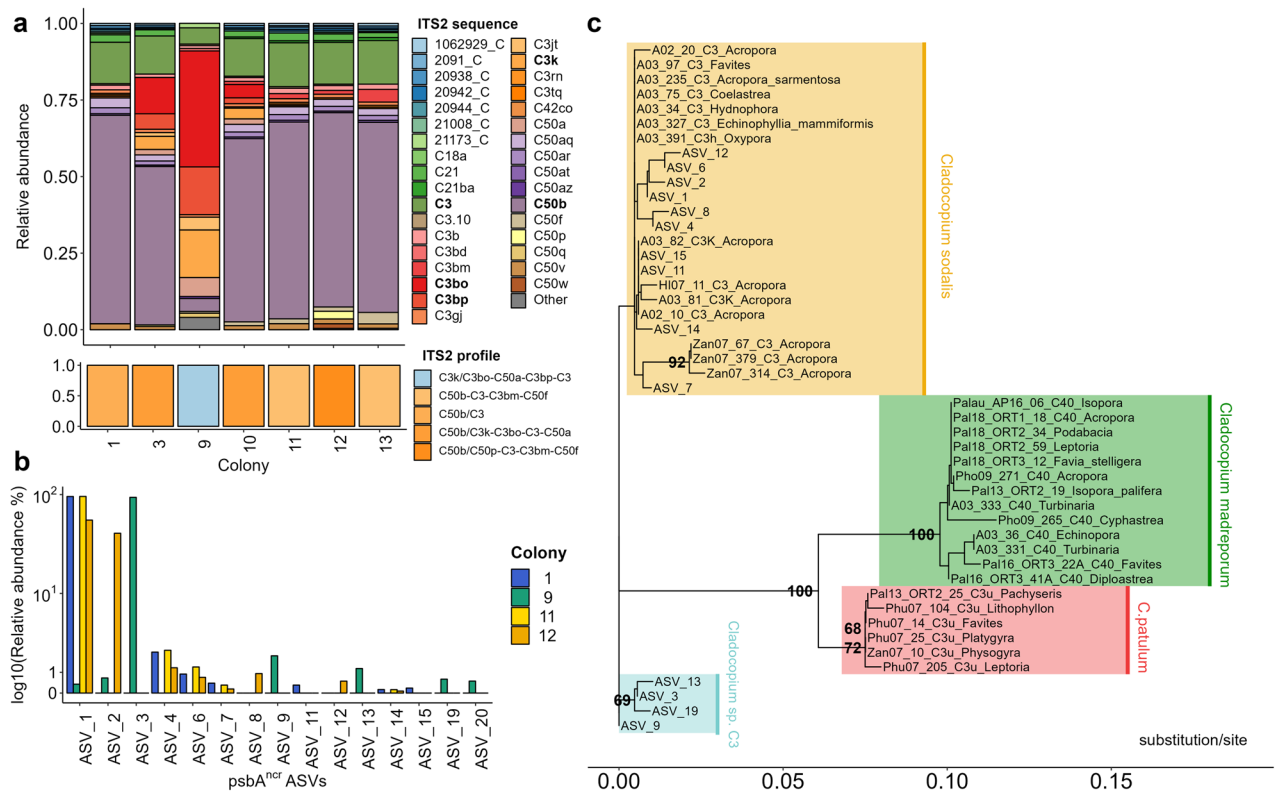 a
Relative abundance
1.00
0.75
0.50
0.25
0.00
ITS2 sequence
1062929_C
2091_C
20938_C
20942_C
20944_C
21008_C
21173_C
C18a
C21
C21ba
C3
C3.10
C3b
C3bd
C3bm
C3bo
C3bp
C3gj
C3jt
C3k
C3rn
C3tq
C42co
C50a
C50aq
C50ar
C50at
C50az
C50b
C50f
C50p
C50q
C50v
C50w
Other
1.0
0.5
0.0
1 3 9 10 11 12 13
Colony
ITS2 profile
C3k/C3bo-C50a-C3bp-C3
C50b-C3-C3bm-C50f
C50b/C3
C50b/C3k-C3bo-C3-C50a
C50b/C50p-C3-C3bm-C50f
b
log10(Relative abundance %)
10²
10¹
1
0
ASV_1
ASV_2
ASV_3
ASV_4
ASV_6
ASV_7
ASV_8
ASV_9
ASV_11
ASV_12
ASV_13
ASV_14
ASV_15
ASV_19
ASV_20
psbAⁿᶜʳ ASVs
Colony
1
9
11
12
c
A02_20_C3_Acropora
A03_97_C3_Favites
A03_235_C3_Acropora_sarmentosa
A03_75_C3_Coelastrea
A03_34_C3_Hydnophora
A03_327_C3_Echinophyllia_mammiformis
A03_391_C3h_Oxypora
ASV_12
ASV_6
ASV_2
ASV_1
ASV_8
ASV_4
A03_82_C3K_Acropora
ASV_15
ASV_11
HI07_11_C3_Acropora
A03_81_C3K_Acropora
A02_10_C3_Acropora
ASV_14
Zan07_67_C3_Acropora
92
Zan07_379_C3_Acropora
Zan07_314_C3_Acropora
ASV_7
Cladocopium sodalis
Palau_AP16_06_C40_Isopora
Pal18_ORT1_18_C40_Acropora
Pal18_ORT2_34_Podabacia
Pal18_ORT2_59_Leptoria
Pal18_ORT3_12_Favia_stelligera
Pho09_271_C40_Acropora
Pal13_ORT2_19_Isopora_palifera
A03_333_C40_Turbinaria
Pho09_265_C40_Cyphastrea
100
A03_36_C40_Echinopora
A03_331_C40_Turbinaria
Pal16_ORT3_22A_C40_Favites
Pal16_ORT3_41A_C40_Diploastrea
Cladocopium madreporum
100
Pal13_ORT2_25_C3u_Pachyseris
Phu07_104_C3u_Lithophyllon
Phu07_14_C3u_Favites
68
Phu07_25_C3u_Platygyra
72
Zan07_10_C3u_Physogyra
Phu07_205_C3u_Leptoria
C.patulum
ASV_13
ASV_3
69
ASV_19
ASV_9
Cladocopium sp. C3
substitution/site
0.00 0.05 0.10 0.15